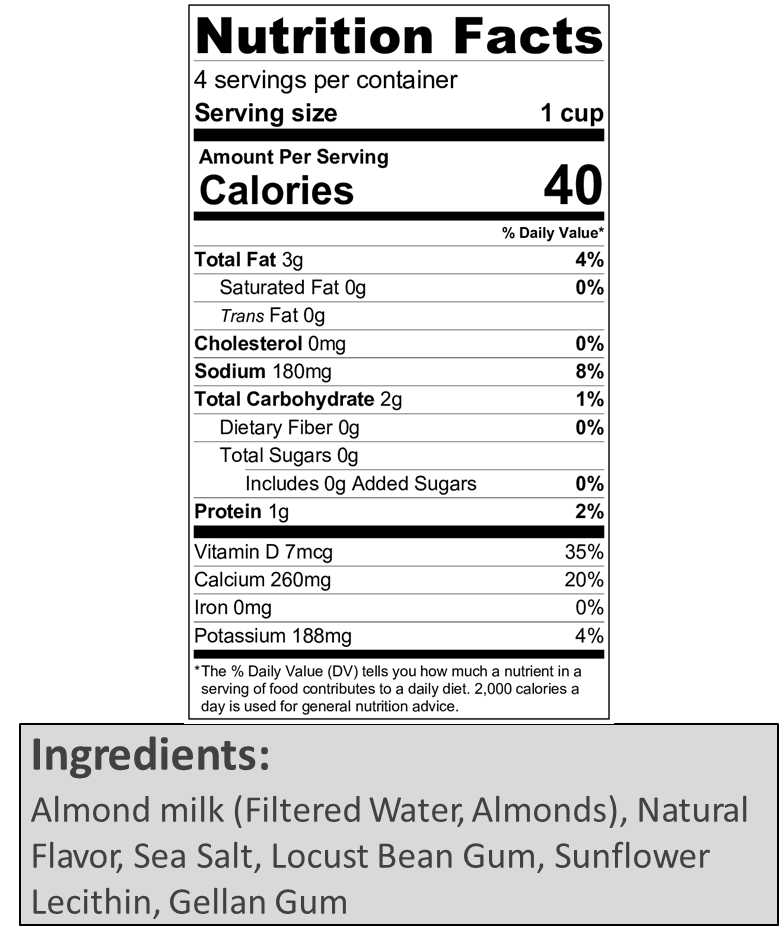 Nutrition Facts
4 servings per container
Serving size 1 cup
Amount Per Serving
Calories 40
% Daily Value*
Total Fat 3g 4%
Saturated Fat 0g 0%
Trans Fat 0g
Cholesterol 0mg 0%
Sodium 180mg 8%
Total Carbohydrate 2g 1%
Dietary Fiber 0g 0%
Total Sugars 0g
Includes 0g Added Sugars 0%
Protein 1g 2%
Vitamin D 7mcg 35%
Calcium 260mg 20%
Iron 0mg 0%
Potassium 188mg 4%
*The % Daily Value (DV) tells you how much a nutrient in a
serving of food contributes to a daily diet. 2,000 calories a
day is used for general nutrition advice.
Ingredients:
Almond milk (Filtered Water, Almonds), Natural
Flavor, Sea Salt, Locust Bean Gum, Sunflower
Lecithin, Gellan Gum